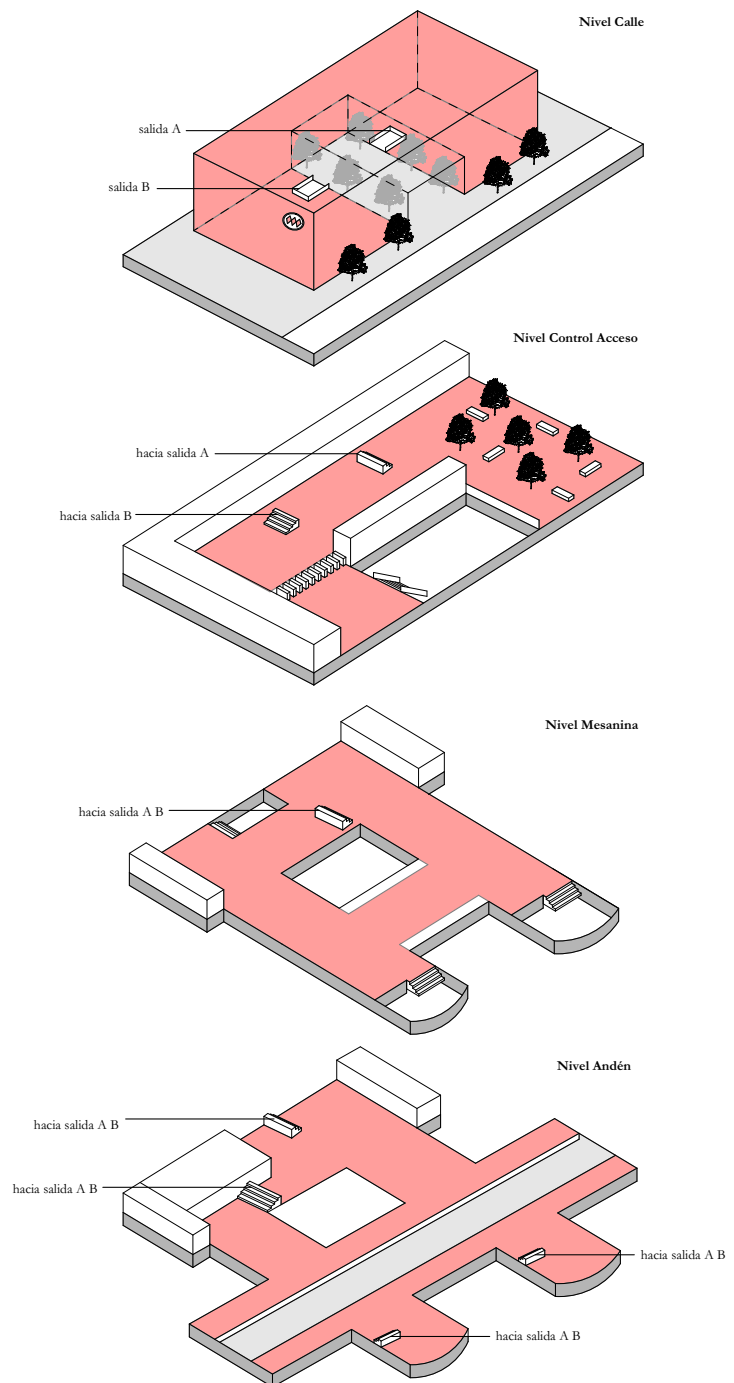 Nivel Calle
salida A
salida B
Nivel Control Acceso
hacia salida A
hacia salida B
Nivel Mesanina
hacia salida A B
Nivel Andén
hacia salida A B
hacia salida A B
hacia salida A B
hacia salida A B